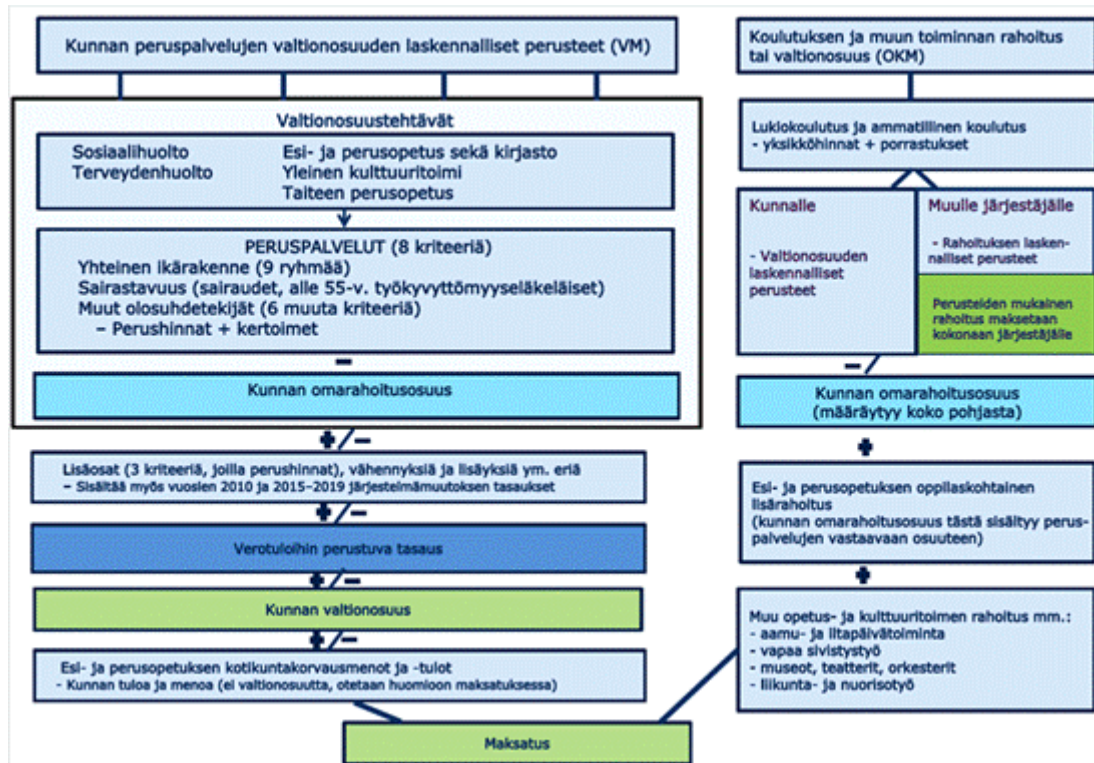 Kunnan peruspalvelujen valtionosuuden laskennalliset perusteet (VM)
Valtionosuustehtävät
Sosiaalihuolto
Terveydenhuolto
Esi- ja perusopetus sekä kirjasto
Yleinen kulttuuritoimi
Taiteen perusopetus
PERUSPALVELUT (8 kriteeriä)
Yhteinen ikärakenne (9 ryhmää)
Sairastavuus (sairaudet, alle 55-v. työkyvyttömyyseläkeläiset)
Muut olosuhdetekijät (6 muuta kriteeriä)
– Perushinnat + kertoimet
–
Kunnan omarahoitusosuus
+/–
Lisäosat (3 kriteeriä, joilla perushinnat), vähennyksiä ja lisäyksiä ym. eriä
– Sisältää myös vuosien 2010 ja 2015–2019 järjestelmämuutoksen tasaukset
Verotuloihin perustuva tasaus
+/–
Kunnan valtionosuus
+/–
Esi- ja perusopetuksen kotikuntakorvausmenot ja -tulot
- Kunnan tuloa ja menoa (ei valtionosuutta, otetaan huomioon maksatuksessa)
Koulutuksen ja muun toiminnan rahoitus
tai valtionosuus (OKM)
Lukiokoulutus ja ammatillinen koulutus
- yksikköhinnat + porrastukset
Kunnalle
- Valtionosuuden
laskennalliset
perusteet
Muulle järjestäjälle
- Rahoituksen lasken-
nalliset perusteet
Perusteiden mukainen
rahoitus maksetaan
kokonaan järjestäjälle
–
Kunnan omarahoitusosuus
(määräytyy koko pohjasta)
+
Esi- ja perusopetuksen oppilaskohtainen
lisärahoitus
(kunnan omarahoitusosuus tästä sisältyy perus-
palvelujen vastaavaan osuuteen)
+
Muu opetus- ja kulttuuritoimen rahoitus mm.:
- aamu- ja iltapäivätoiminta
- vapaa sivistystyö
- museot, teatterit, orkesterit
- liikunta- ja nuorisotyö
Maksatus